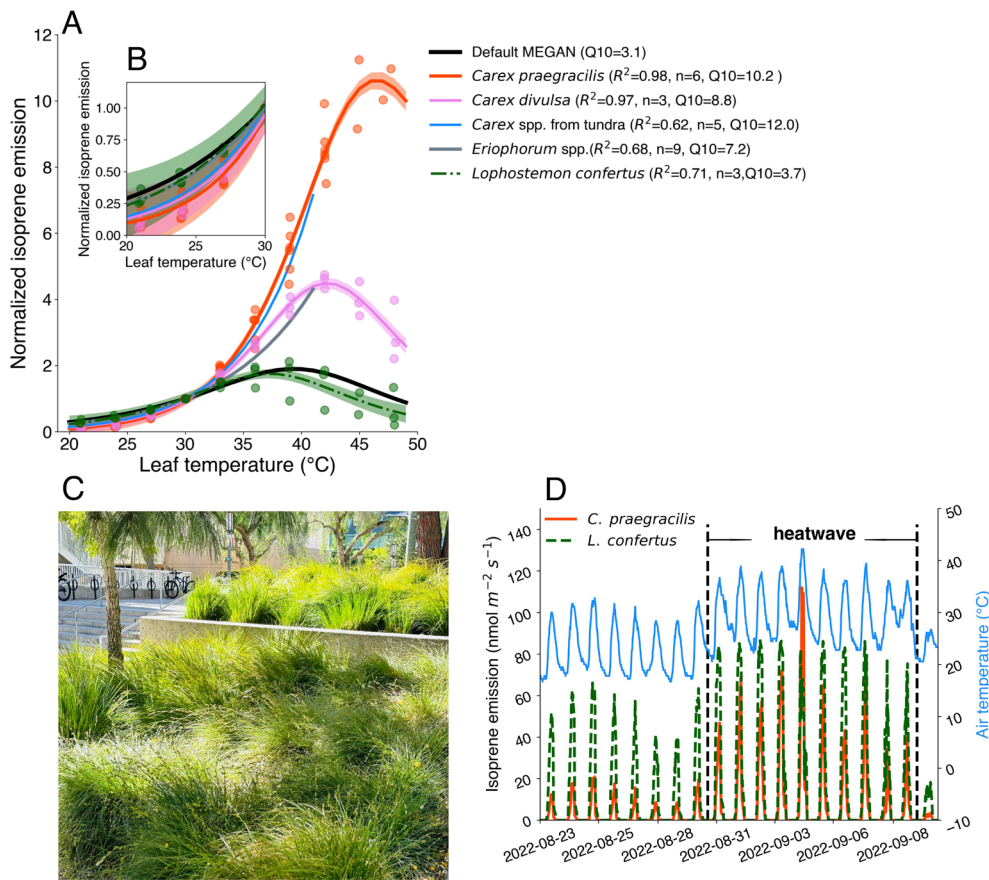 A
12
10
8
6
4
2
0
Normalized isoprene emission
20
25
30
35
40
45
50
Leaf temperature (°C)
B
1.00
0.75
0.50
0.25
0.00
Normalized isoprene emission
20
25
30
Leaf temperature (°C)
Default MEGAN (Q10=3.1)
Carex praegracilis (R²=0.98, n=6, Q10=10.2 )
Carex divulsa (R²=0.97, n=3, Q10=8.8)
Carex spp. from tundra (R²=0.62, n=5, Q10=12.0)
Eriophorum spp.(R²=0.68, n=9, Q10=7.2)
Lophostemon confertus (R²=0.71, n=3,Q10=3.7)
C
D
C. praegracilis
L. confertus
heatwave
140
120
100
80
60
40
20
0
Isoprene emission (nmol m⁻² s⁻¹)
50
40
30
20
10
0
−10
Air temperature (°C)
2022-08-23
2022-08-25
2022-08-28
2022-08-31
2022-09-03
2022-09-06
2022-09-08